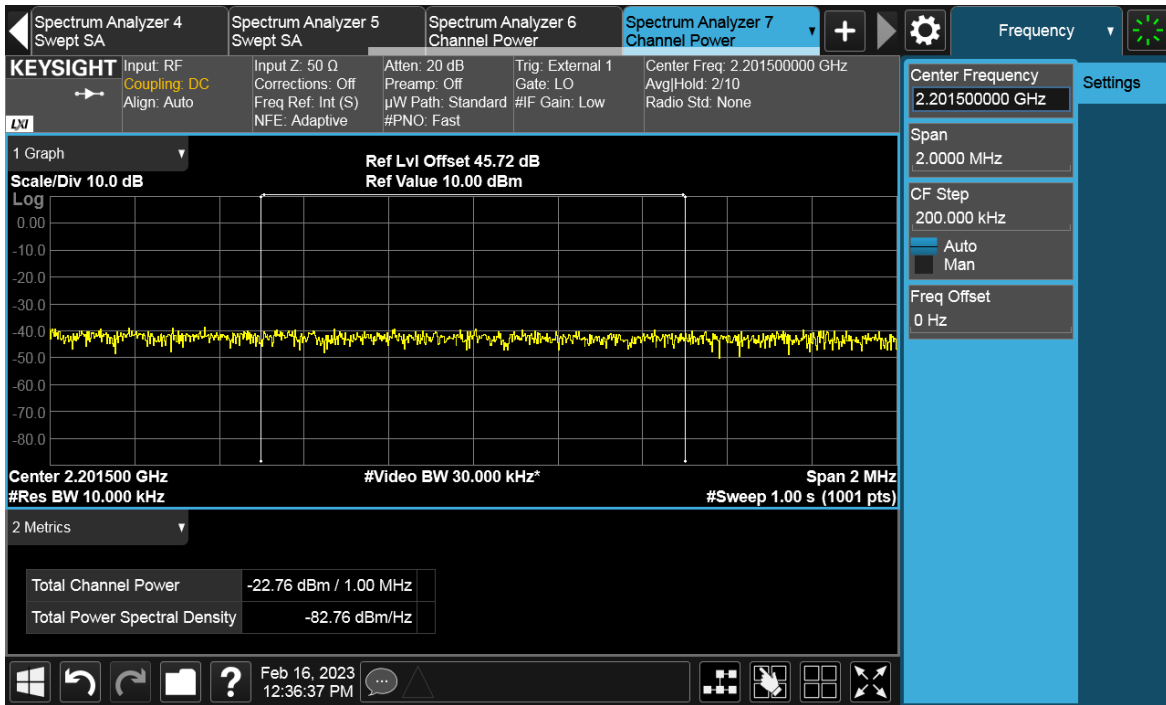 Spectrum Analyzer 4
Swept SA
Spectrum Analyzer 5
Swept SA
Spectrum Analyzer 6
Channel Power
Spectrum Analyzer 7
Channel Power
+
Frequency
KEYSIGHT
LXI
Input: RF
Coupling: DC
Align: Auto
Input Z: 50 Ω
Corrections: Off
Freq Ref: Int (S)
NFE: Adaptive
Atten: 20 dB
Preamp: Off
µW Path: Standard
#PNO: Fast
Trig: External 1
Gate: LO
#IF Gain: Low
Center Freq: 2.201500000 GHz
Avg|Hold: 2/10
Radio Std: None
1 Graph
Scale/Div 10.0 dB
Ref Lvl Offset 45.72 dB
Ref Value 10.00 dBm
Log
0.00
-10.0
-20.0
-30.0
-40.0
-50.0
-60.0
-70.0
-80.0
Center 2.201500 GHz
#Video BW 30.000 kHz*
Span 2 MHz
#Res BW 10.000 kHz
#Sweep 1.00 s (1001 pts)
2 Metrics
Total Channel Power -22.76 dBm / 1.00 MHz
Total Power Spectral Density -82.76 dBm/Hz
?
Feb 16, 2023
12:36:37 PM
Center Frequency
2.201500000 GHz
Span
2.0000 MHz
CF Step
200.000 kHz
Auto
Man
Freq Offset
0 Hz
Settings